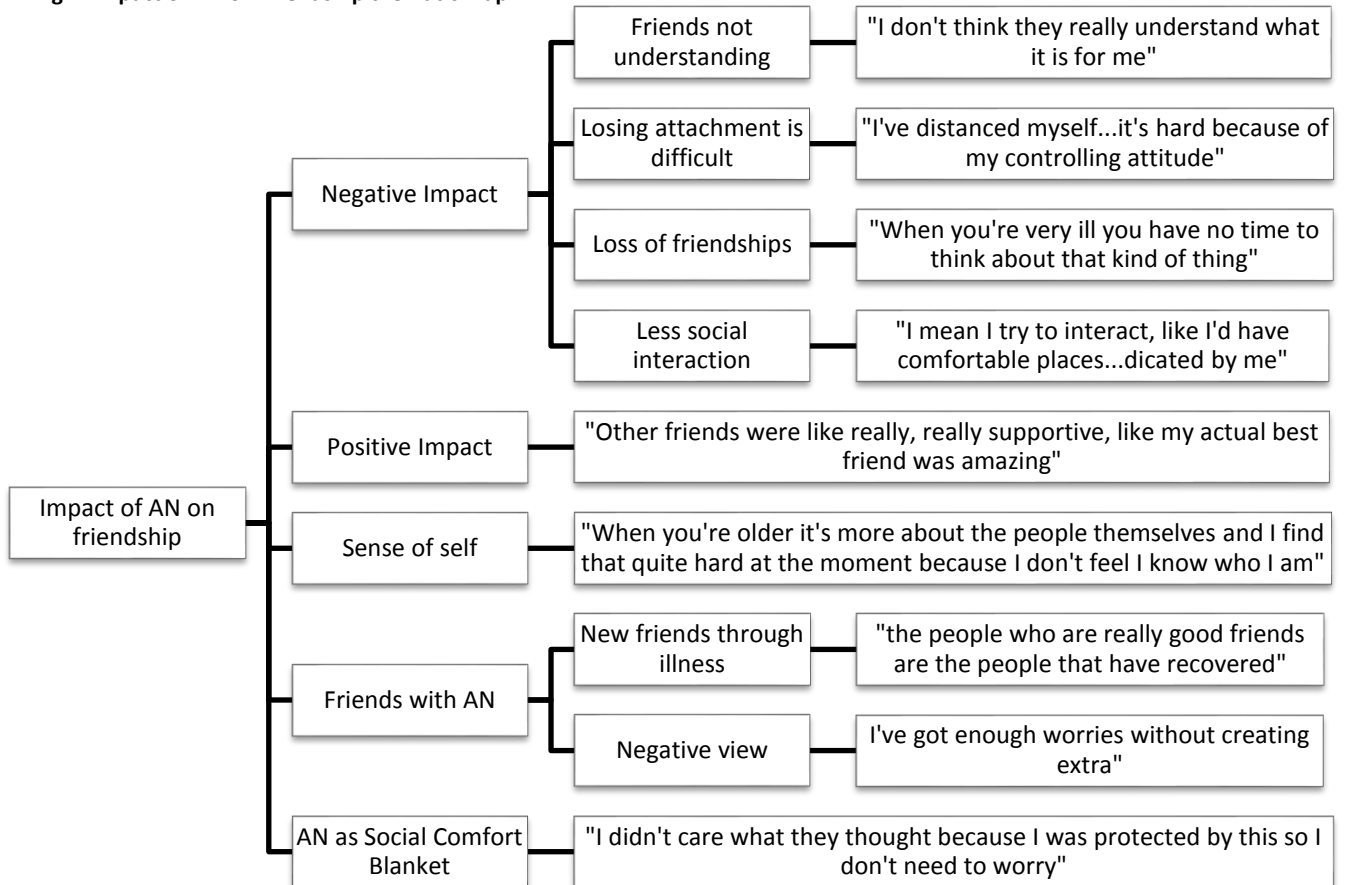 Friends not
understanding
"I don't think they really understand what
it is for me"
Losing attachment is
difficult
"I've distanced myself...it's hard because of
my controlling attitude"
Negative Impact
Loss of friendships
"When you're very ill you have no time to
think about that kind of thing"
Less social
interaction
"I mean I try to interact, like I'd have
comfortable places...dicated by me"
Positive Impact
"Other friends were like really, really supportive, like my actual best
friend was amazing"
Impact of AN on
friendship
Sense of self
"When you're older it's more about the people themselves and I find
that quite hard at the moment because I don't feel I know who I am"
New friends through
illness
"the people who are really good friends
are the people that have recovered"
Friends with AN
Negative view
I've got enough worries without creating
extra"
AN as Social Comfort
Blanket
"I didn't care what they thought because I was protected by this so I
don't need to worry"